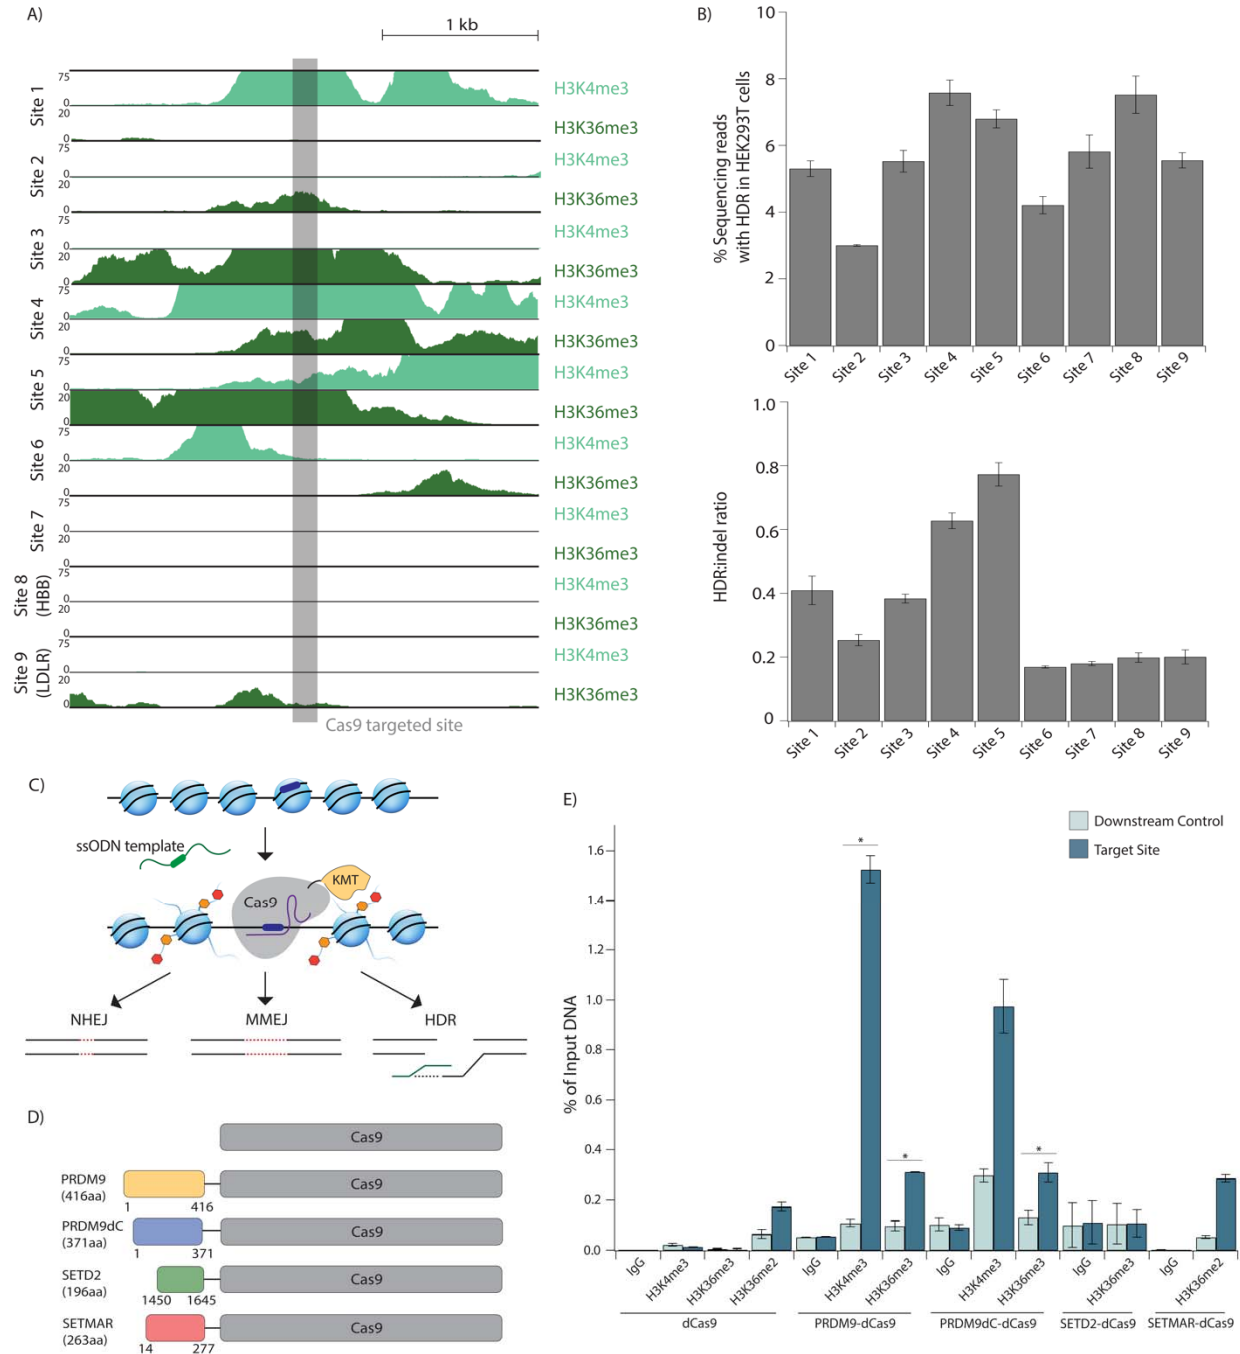 A)
1 kb
Site 1
75
0
H3K4me3
20
0
H3K36me3
Site 2
75
0
H3K4me3
20
0
H3K36me3
Site 3
75
0
H3K4me3
20
0
H3K36me3
Site 4
75
0
H3K4me3
20
0
H3K36me3
Site 5
75
0
H3K4me3
20
0
H3K36me3
Site 6
75
0
H3K4me3
20
0
H3K36me3
Site 7
75
0
H3K4me3
20
0
H3K36me3
Site 8
(HBB)
75
0
H3K4me3
20
0
H3K36me3
Site 9
(LDLR)
75
0
H3K4me3
20
0
H3K36me3
Cas9 targeted site
B)
% Sequencing reads
with HDR in HEK293T cells
10
8
6
4
2
0
Site 1
Site 2
Site 3
Site 4
Site 5
Site 6
Site 7
Site 8
Site 9
HDR:indel ratio
1.0
0.8
0.6
0.4
0.2
0
Site 1
Site 2
Site 3
Site 4
Site 5
Site 6
Site 7
Site 8
Site 9
C)
ssODN template
Cas9
KMT
NHEJ
MMEJ
HDR
D)
Cas9
PRDM9
(416aa)
Cas9
1 416
PRDM9dC
(371aa)
Cas9
1 371
SETD2
(196aa)
Cas9
1450 1645
SETMAR
(263aa)
Cas9
14 277
E)
Downstream Control
Target Site
% of Input DNA
1.6
1.4
1.2
1.0
0.8
0.6
0.4
0.2
0.0
*
*
*
IgG
H3K4me3
H3K36me3
H3K36me2
IgG
H3K4me3
H3K36me3
IgG
H3K4me3
H3K36me3
IgG
H3K36me3
IgG
H3K36me2
dCas9
PRDM9-dCas9
PRDM9dC-dCas9
SETD2-dCas9
SETMAR-dCas9